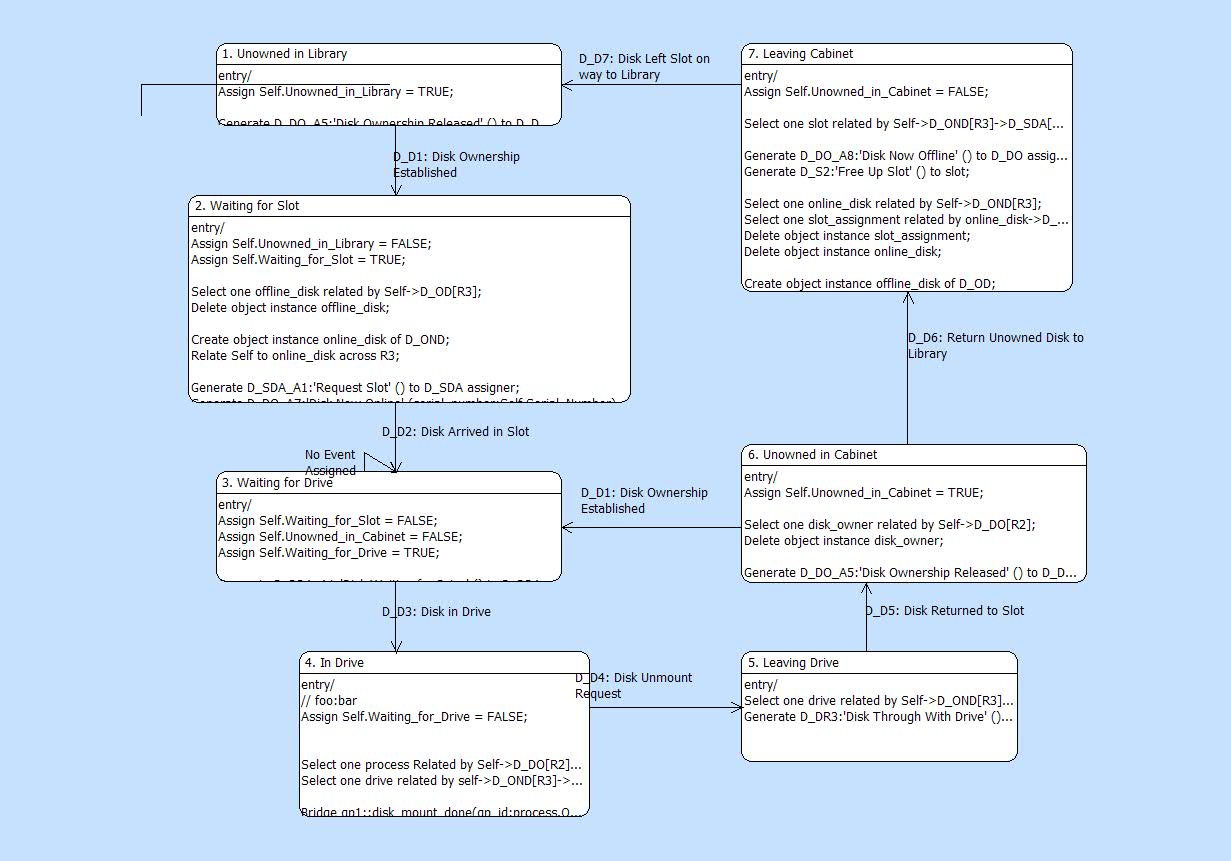 1. Unowned in Library
entry/
Assign Self.Unowned_in_Library = TRUE;
Generate D_DO_A5:'Disk Ownership Released' () to D_D...
D_D7: Disk Left Slot on
way to Library
7. Leaving Cabinet
entry/
Assign Self.Unowned_in_Cabinet = FALSE;
Select one slot related by Self->D_OND[R3]->D_SDA[...
Generate D_DO_A8:'Disk Now Offline' () to D_DO assig...
Generate D_S2:'Free Up Slot' () to slot;
Select one online_disk related by Self->D_OND[R3];
Select one slot_assignment related by online_disk->D_...
Delete object instance slot_assignment;
Delete object instance online_disk;
Create object instance offline_disk of D_OD;
D_D1: Disk Ownership
Established
2. Waiting for Slot
entry/
Assign Self.Unowned_in_Library = FALSE;
Assign Self.Waiting_for_Slot = TRUE;
Select one offline_disk related by Self->D_OD[R3];
Delete object instance offline_disk;
Create object instance online_disk of D_OND;
Relate Self to online_disk across R3;
Generate D_SDA_A1:'Request Slot' () to D_SDA assigner;
Generate D_DO_A7:'Disk Now Online' (serial_number:Self.Serial_Number)
D_D6: Return Unowned Disk to
Library
D_D2: Disk Arrived in Slot
No Event
Assigned
3. Waiting for Drive
entry/
Assign Self.Waiting_for_Slot = FALSE;
Assign Self.Unowned_in_Cabinet = FALSE;
Assign Self.Waiting_for_Drive = TRUE;
D_D1: Disk Ownership
Established
6. Unowned in Cabinet
entry/
Assign Self.Unowned_in_Cabinet = TRUE;
Select one disk_owner related by Self->D_DO[R2];
Delete object instance disk_owner;
Generate D_DO_A5:'Disk Ownership Released' () to D_D...
D_D3: Disk in Drive
D_D5: Disk Returned to Slot
4. In Drive
entry/
// foo:bar
Assign Self.Waiting_for_Drive = FALSE;
Select one process Related by Self->D_DO[R2]...
Select one drive related by self->D_OND[R3]->...
Bridge gp1::disk_mount_done(gp_id:process.O...
D_D4: Disk Unmount
Request
5. Leaving Drive
entry/
Select one drive related by Self->D_OND[R3]...
Generate D_DR3:'Disk Through With Drive' ()...